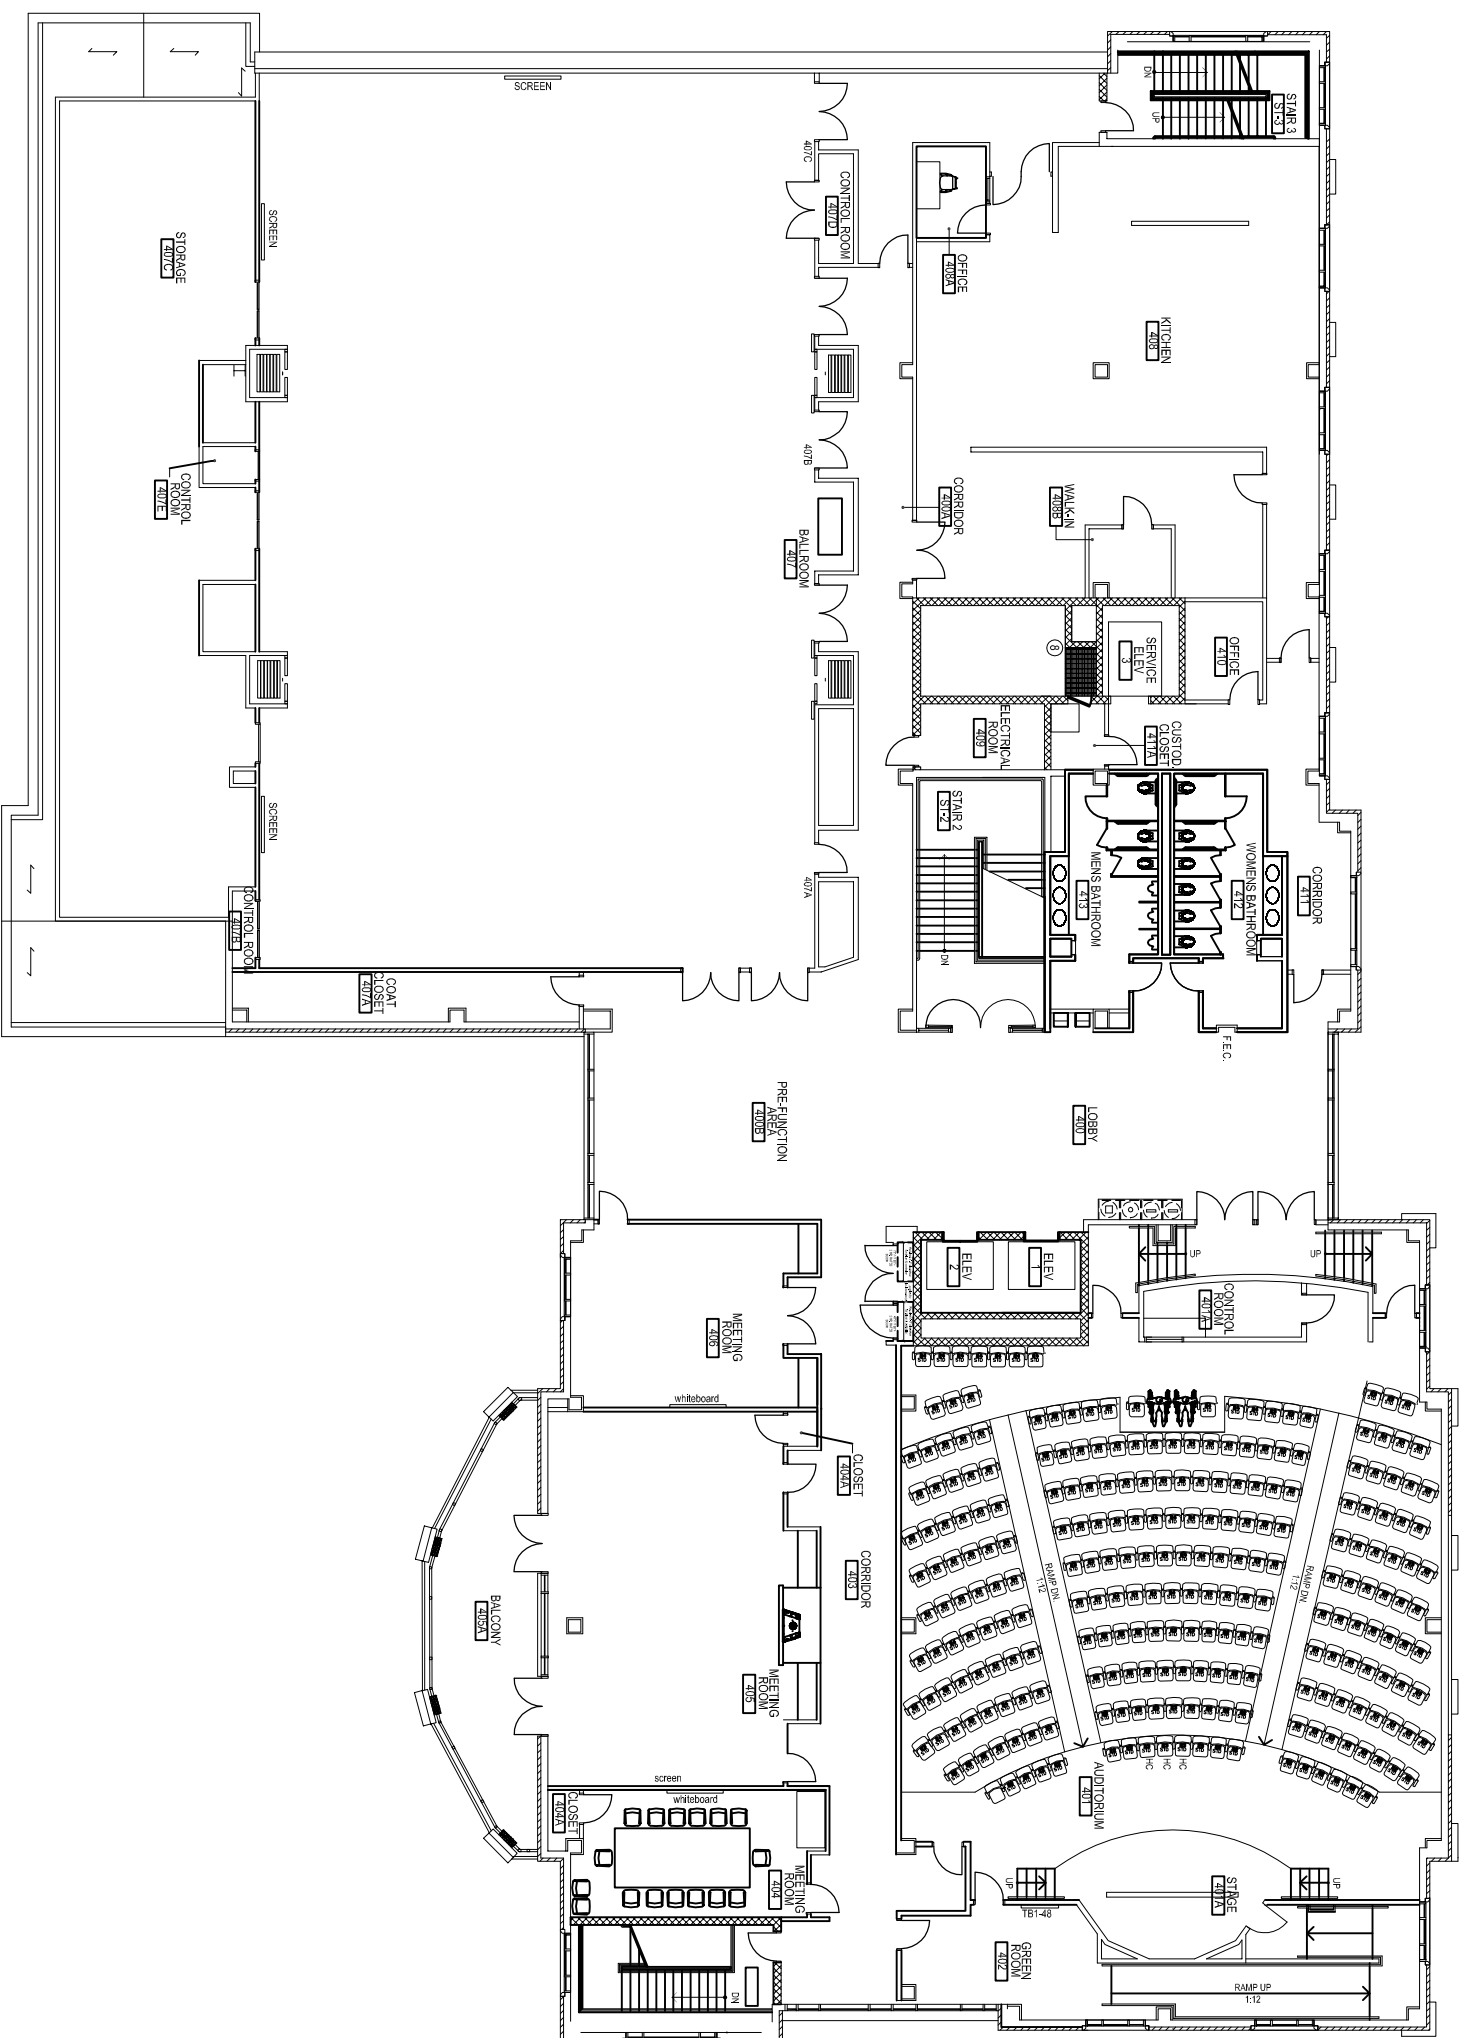 SCREEN
DN
UP
STAIR 3
ST-3
407C
CONTROL ROOM
407D
SCREEN
STORAGE
407C
OFFICE
408A
KITCHEN
408
407B
CONTROL
ROOM
407E
CORRIDOR
400A
WALK-IN
408B
BALLROOM
407
OFFICE
410
SERVICE
ELEV
3
8
ELECTRICAL
ROOM
409
CUSTOD.
CLOSET
411A
SCREEN
STAIR 2
ST-2
DN
407A
MENS BATHROOM
413
WOMENS BATHROOM
412
CORRIDOR
411
CONTROL ROOM
407B
COAT
CLOSET
407A
F.E.C.
PRE-FUNCTION
AREA
400B
LOBBY
400
UP
UP
ELEV
2
ELEV
1
CONTROL
ROOM
401A
MEETING
ROOM
406
whiteboard
CLOSET
404A
CORRIDOR
403
RAMP DN.
1:12
RAMP DN.
1:12
BALCONY
405A
MEETING
ROOM
405
HC
HC
HC
AUDITORIUM
401
screen
whiteboard
CLOSET
404A
MEETING
ROOM
404
UP
UP
STAGE
401A
TB1-48
GREEN
ROOM
402
DN
RAMP UP
1:12